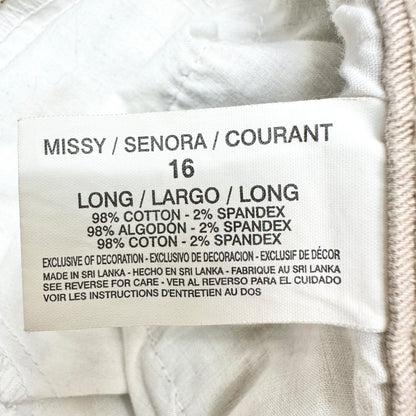 MISSY / SENORA / COURANT
16
LONG / LARGO / LONG
98% COTTON - 2% SPANDEX
98% ALGODÓN - 2% SPANDEX
98% COTON - 2% SPANDEX
EXCLUSIVE OF DECORATION - EXCLUSIVO DE DECORACION - EXCLUSIF DE DÉCOR
MADE IN SRI LANKA - HECHO EN SRI LANKA - FABRIQUE AU SRI LANKA
SEE REVERSE FOR CARE - VER AL REVERSO PARA EL CUIDADO
VOIR LES INSTRUCTIONS D'ENTRETIEN AU DOS